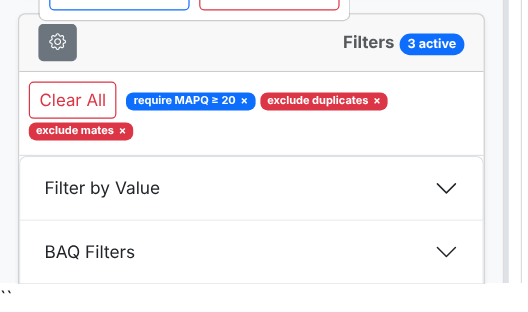 Filters 3 active
Clear All require MAPQ ≥ 20 × exclude duplicates ×
exclude mates ×
Filter by Value
BAQ Filters
``